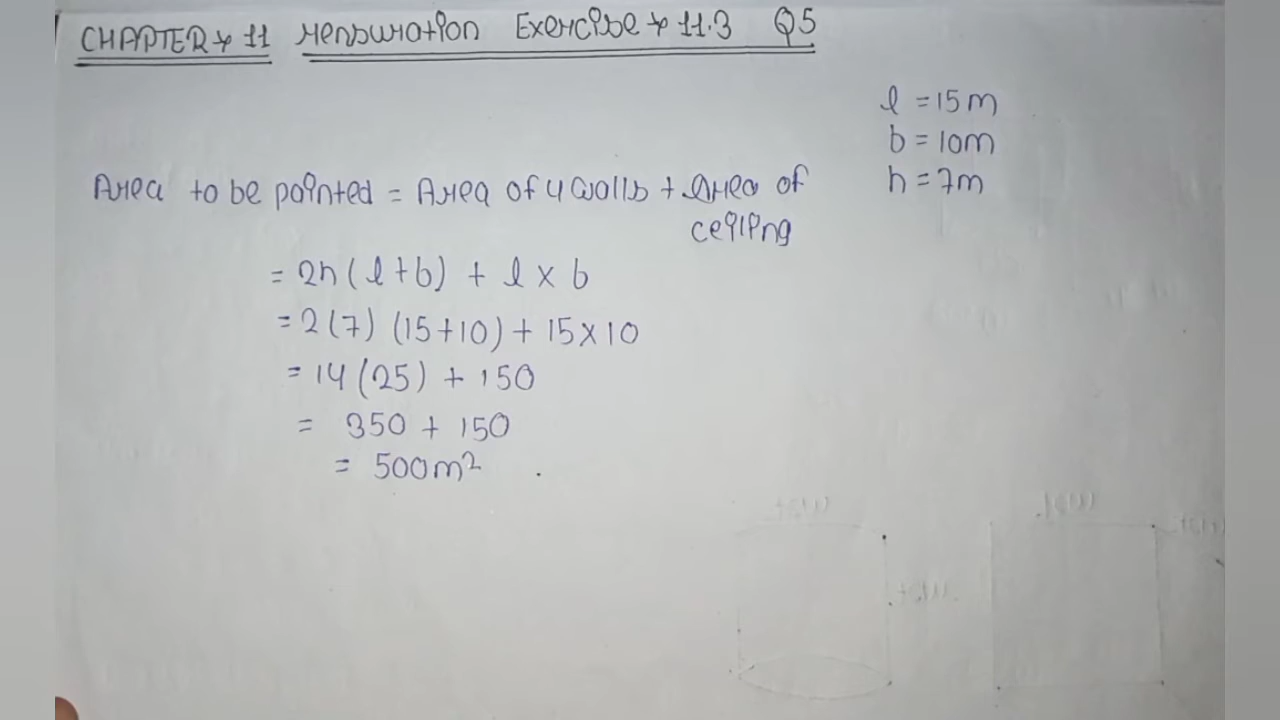 CHAPTER → 11 Mensuration Exercise → 11.3 Q5
l = 15m
b = 10m
h = 7m
Area to be painted = Area of 4 walls + Area of
ceiling
= 2h(l+b) + l × b
= 2(7) (15+10) + 15×10
= 14(25) + 150
= 350 + 150
= 500m²